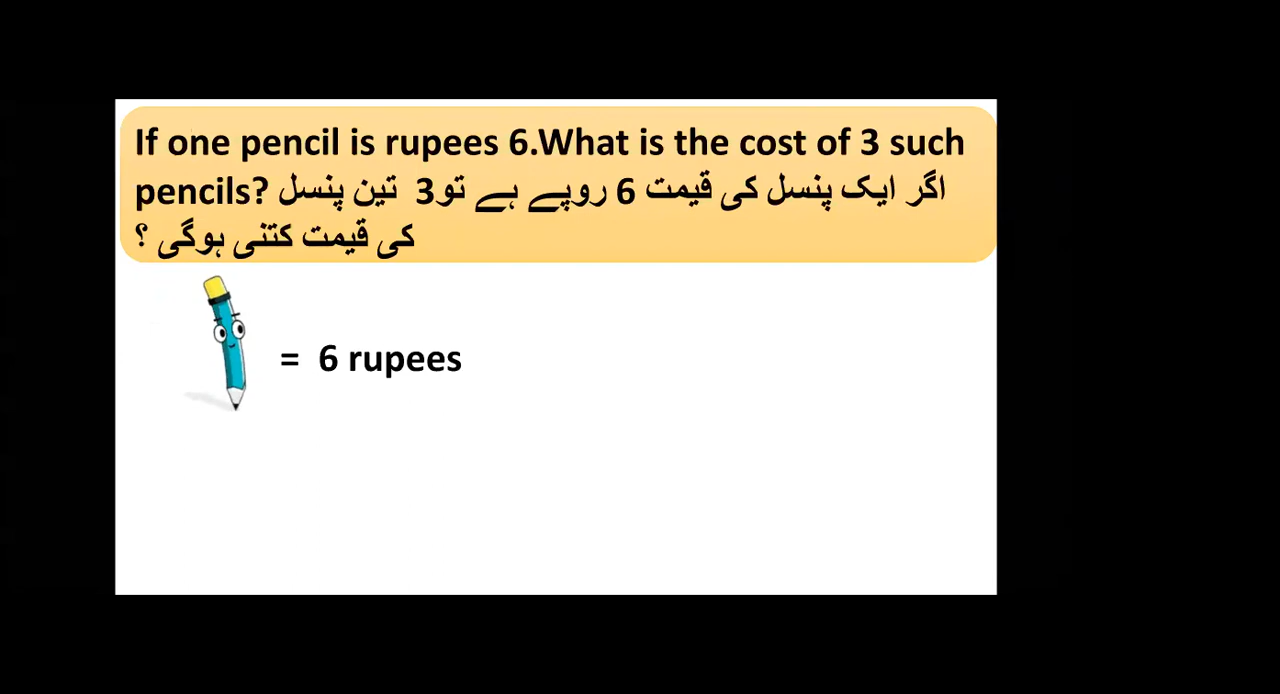 If one pencil is rupees 6.What is the cost of 3 such
pencils? اگر ایک پنسل کی قیمت 6 روپے ہے تو3 تین پنسل
کی قیمت کتنی ہوگی ؟
= 6 rupees